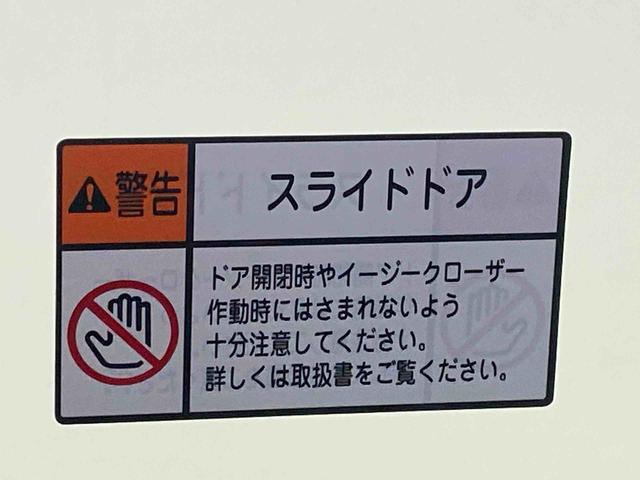 警告
スライドドア
ドア開閉時やイージークローザー
作動時にはさまれないよう
十分注意してください。
詳しくは取扱書をご覧ください。